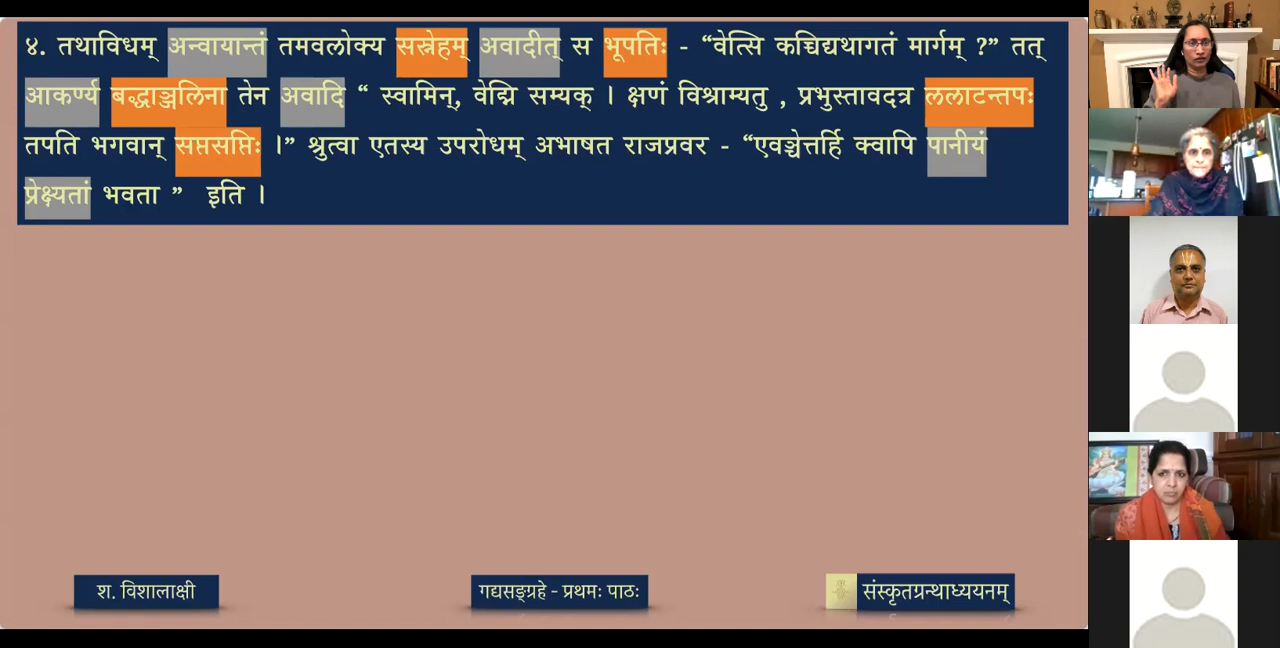 ४. तथाविधम् अन्वायान्तं तमवलोक्य सस्नेहम् अवादीत् स भूपतिः - “वेत्सि कच्चिद्यथागतं मार्गम् ?” तत्
आकर्ण्य बद्धाञ्जलिना तेन अवादि “ स्वामिन्, वेद्मि सम्यक् । क्षणं विश्राम्यतु , प्रभुस्तावदत्र ललाटन्तपः
तपति भगवान् सप्तसप्तिः ।” श्रुत्वा एतस्य उपरोधम् अभाषत राजप्रवर - “एवञ्चेत्तर्हि क्वापि पानीयं
प्रेक्ष्यतां भवता ” इति ।
श. विशालाक्षी
गद्यसङ्ग्रहे - प्रथमः पाठः
संस्कृतग्रन्थाध्ययनम्